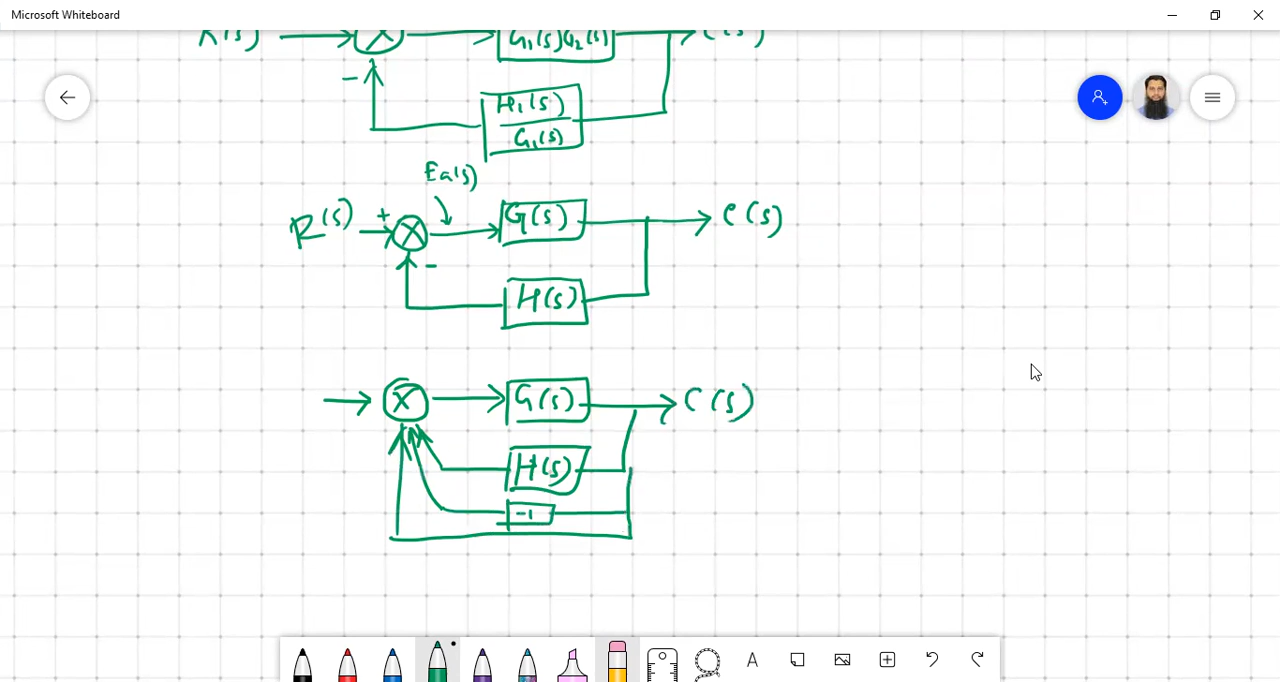 Microsoft Whiteboard
R(s) G₁(s)G₂(s) C(s)
-
H₁(s)
G₁(s)
Ea(s)
R(s) + G(s) C(s)
-
H(s)
G(s) C(s)
H(s)
-1
A